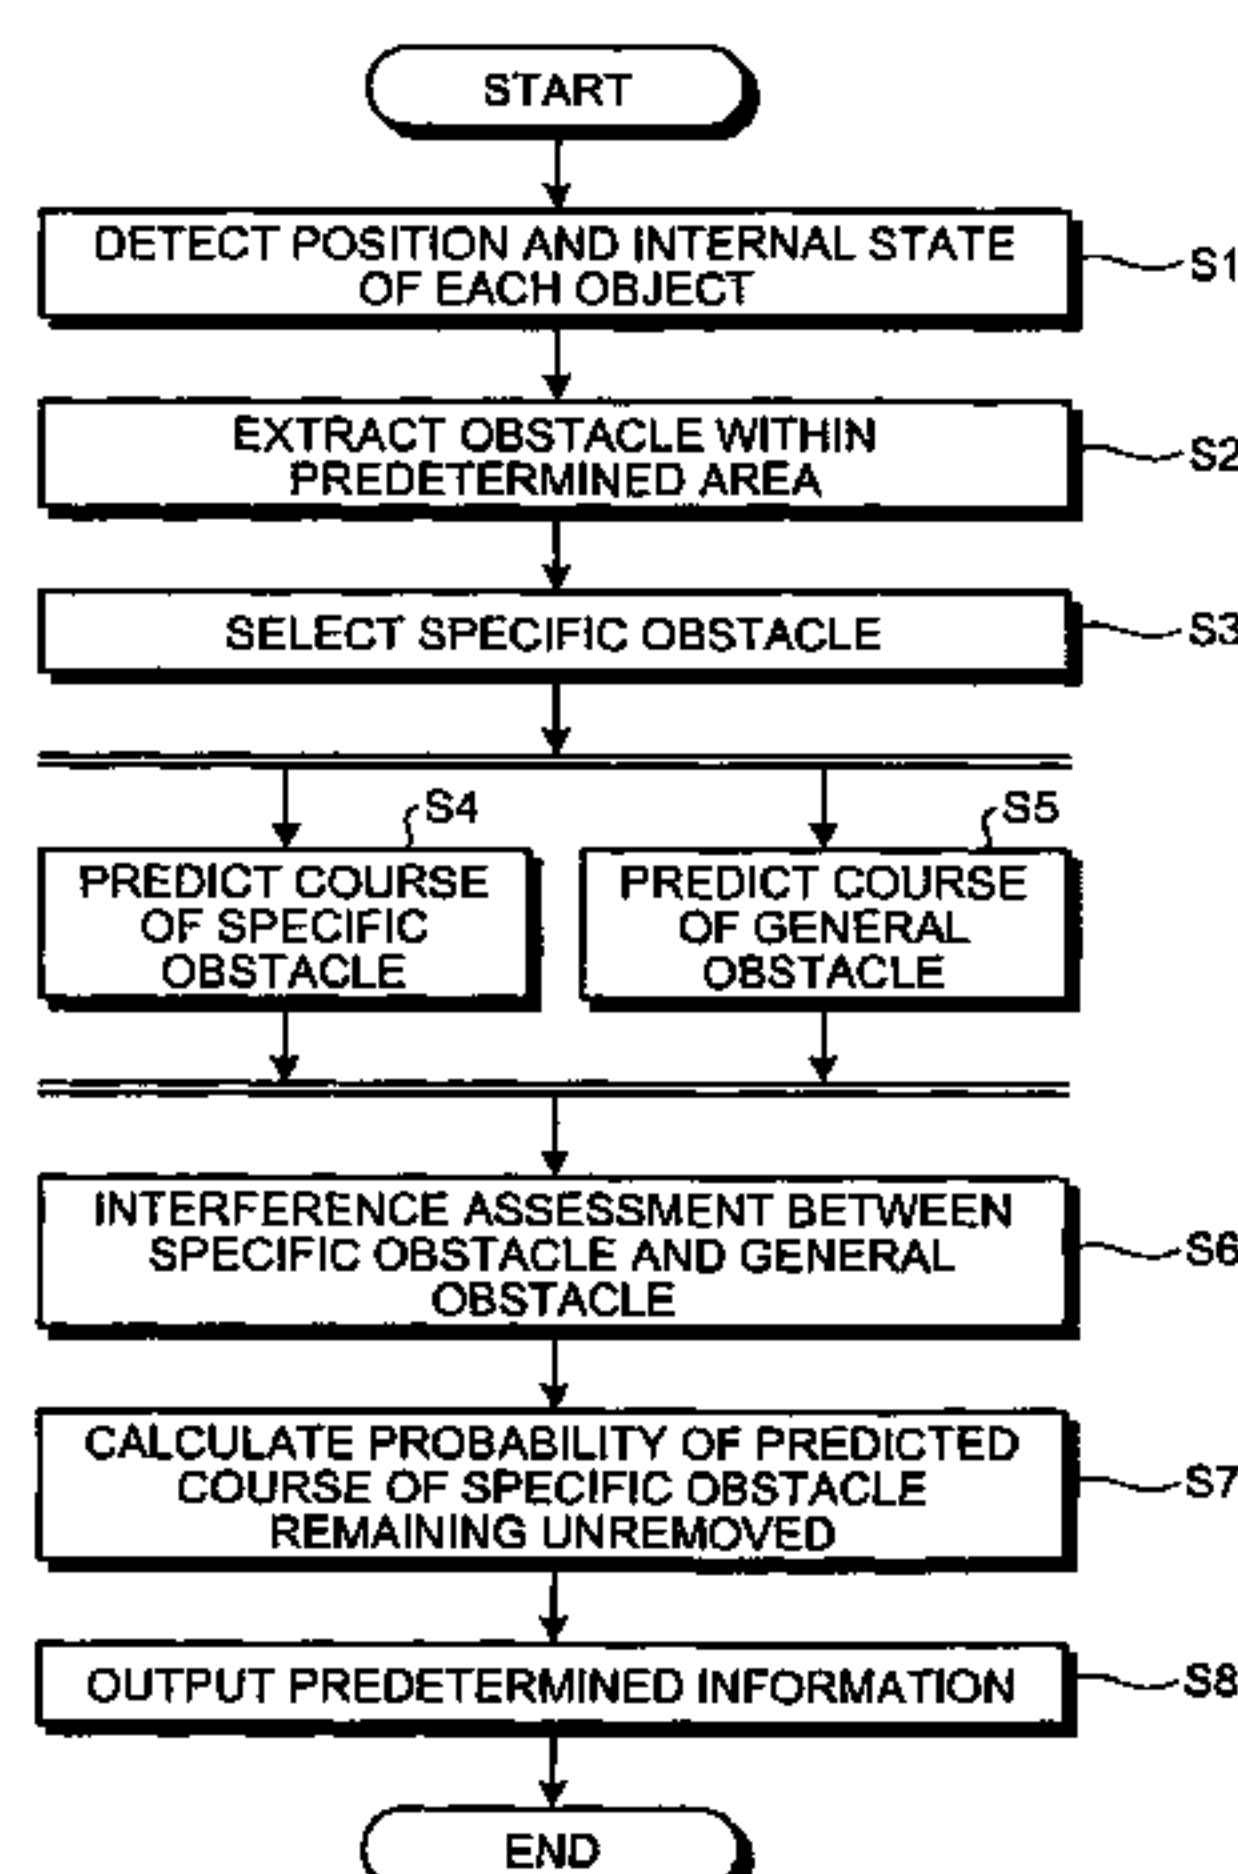 START
DETECT POSITION AND INTERNAL STATE
OF EACH OBJECT
S1
EXTRACT OBSTACLE WITHIN
PREDETERMINED AREA
S2
SELECT SPECIFIC OBSTACLE
S3
S4
S5
PREDICT COURSE
OF SPECIFIC
OBSTACLE
PREDICT COURSE
OF GENERAL
OBSTACLE
INTERFERENCE ASSESSMENT BETWEEN
SPECIFIC OBSTACLE AND GENERAL
OBSTACLE
S6
CALCULATE PROBABILITY OF PREDICTED
COURSE OF SPECIFIC OBSTACLE
REMAINING UNREMOVED
S7
OUTPUT PREDETERMINED INFORMATION
S8
END